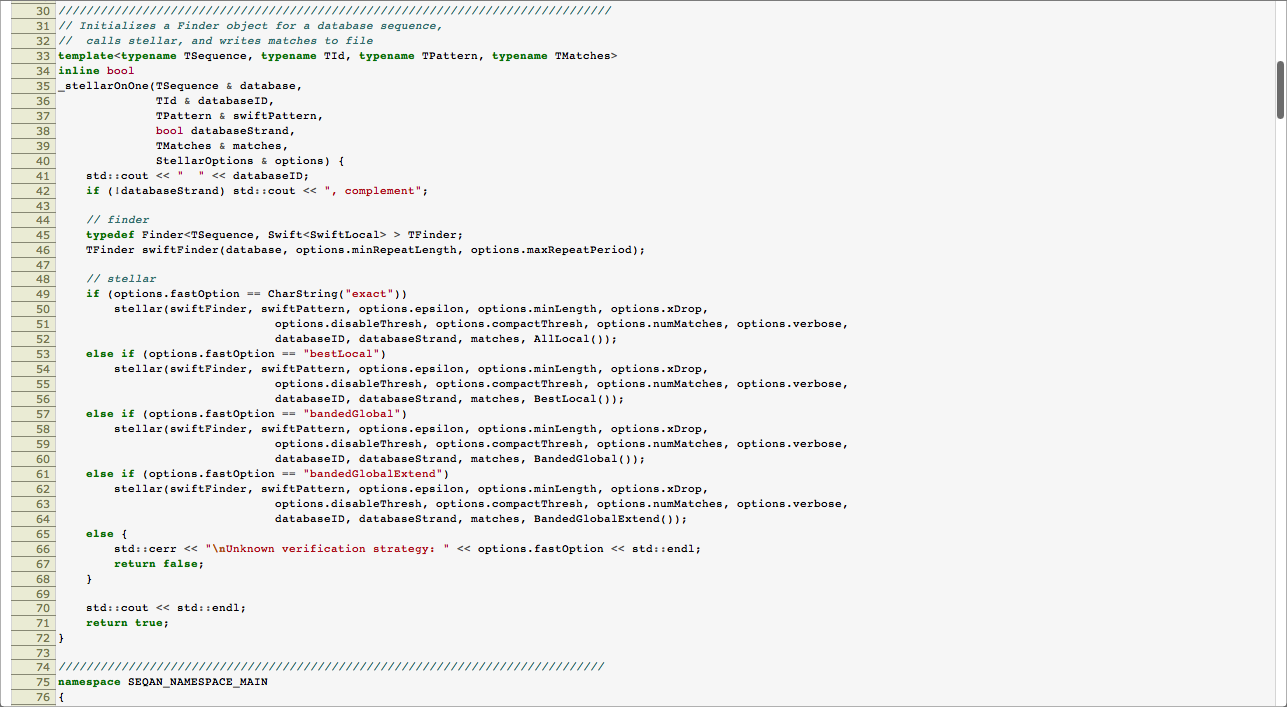 30 ///////////////////////////////////////////////////////////////////////////////
31 // Initializes a Finder object for a database sequence,
32 //  calls stellar, and writes matches to file
33 template<typename TSequence, typename TId, typename TPattern, typename TMatches>
34 inline bool
35 _stellarOnOne(TSequence & database,
36               TId & databaseID,
37               TPattern & swiftPattern,
38               bool databaseStrand,
39               TMatches & matches,
40               StellarOptions & options) {
41     std::cout << "  " << databaseID;
42     if (!databaseStrand) std::cout << ", complement";
43
44     // finder
45     typedef Finder<TSequence, Swift<SwiftLocal> > TFinder;
46     TFinder swiftFinder(database, options.minRepeatLength, options.maxRepeatPeriod);
47
48     // stellar
49     if (options.fastOption == CharString("exact"))
50         stellar(swiftFinder, swiftPattern, options.epsilon, options.minLength, options.xDrop,
51                                options.disableThresh, options.compactThresh, options.numMatches, options.verbose,
52                                databaseID, databaseStrand, matches, AllLocal());
53     else if (options.fastOption == "bestLocal")
54         stellar(swiftFinder, swiftPattern, options.epsilon, options.minLength, options.xDrop,
55                                options.disableThresh, options.compactThresh, options.numMatches, options.verbose,
56                                databaseID, databaseStrand, matches, BestLocal());
57     else if (options.fastOption == "bandedGlobal")
58         stellar(swiftFinder, swiftPattern, options.epsilon, options.minLength, options.xDrop,
59                                options.disableThresh, options.compactThresh, options.numMatches, options.verbose,
60                                databaseID, databaseStrand, matches, BandedGlobal());
61     else if (options.fastOption == "bandedGlobalExtend")
62         stellar(swiftFinder, swiftPattern, options.epsilon, options.minLength, options.xDrop,
63                                options.disableThresh, options.compactThresh, options.numMatches, options.verbose,
64                                databaseID, databaseStrand, matches, BandedGlobalExtend());
65     else {
66         std::cerr << "\nUnknown verification strategy: " << options.fastOption << std::endl;
67         return false;
68     }
69
70     std::cout << std::endl;
71     return true;
72 }
73
74 //////////////////////////////////////////////////////////////////////////////
75 namespace SEQAN_NAMESPACE_MAIN
76 {